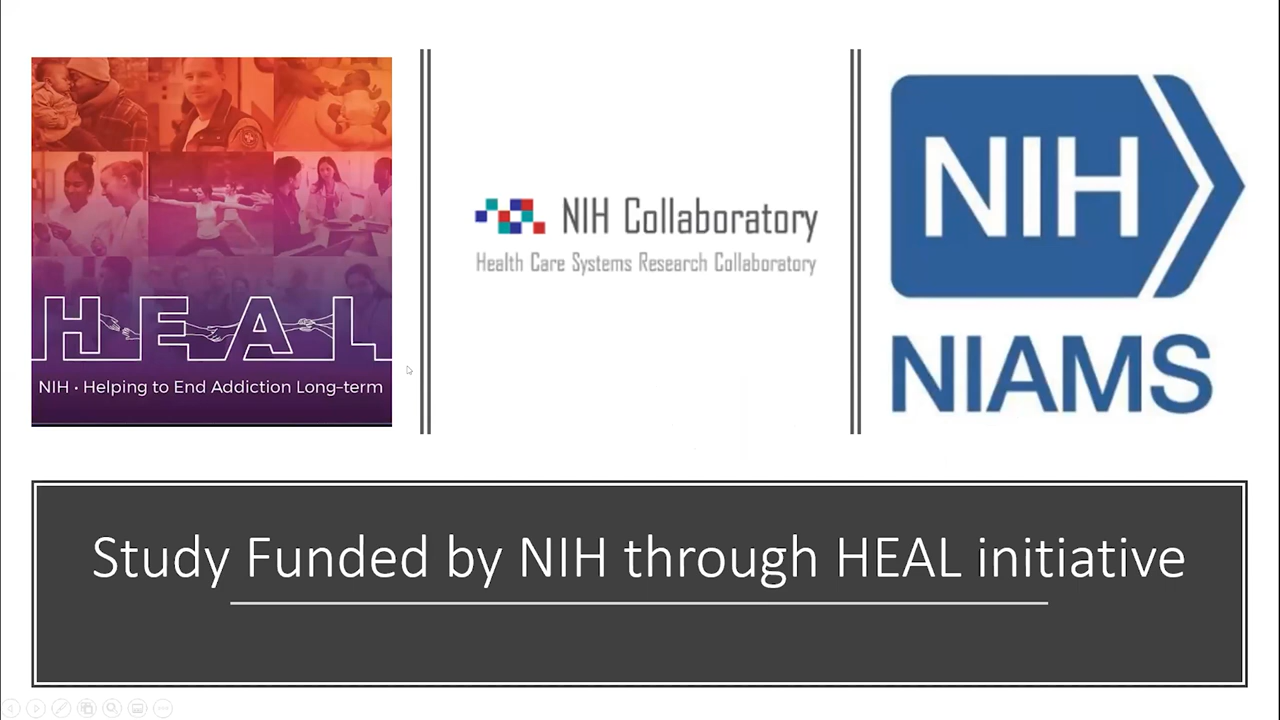 HEAL
NIH • Helping to End Addiction Long-term
NIH Collaboratory
Health Care Systems Research Collaboratory
NIH
NIAMS
Study Funded by NIH through HEAL initiative